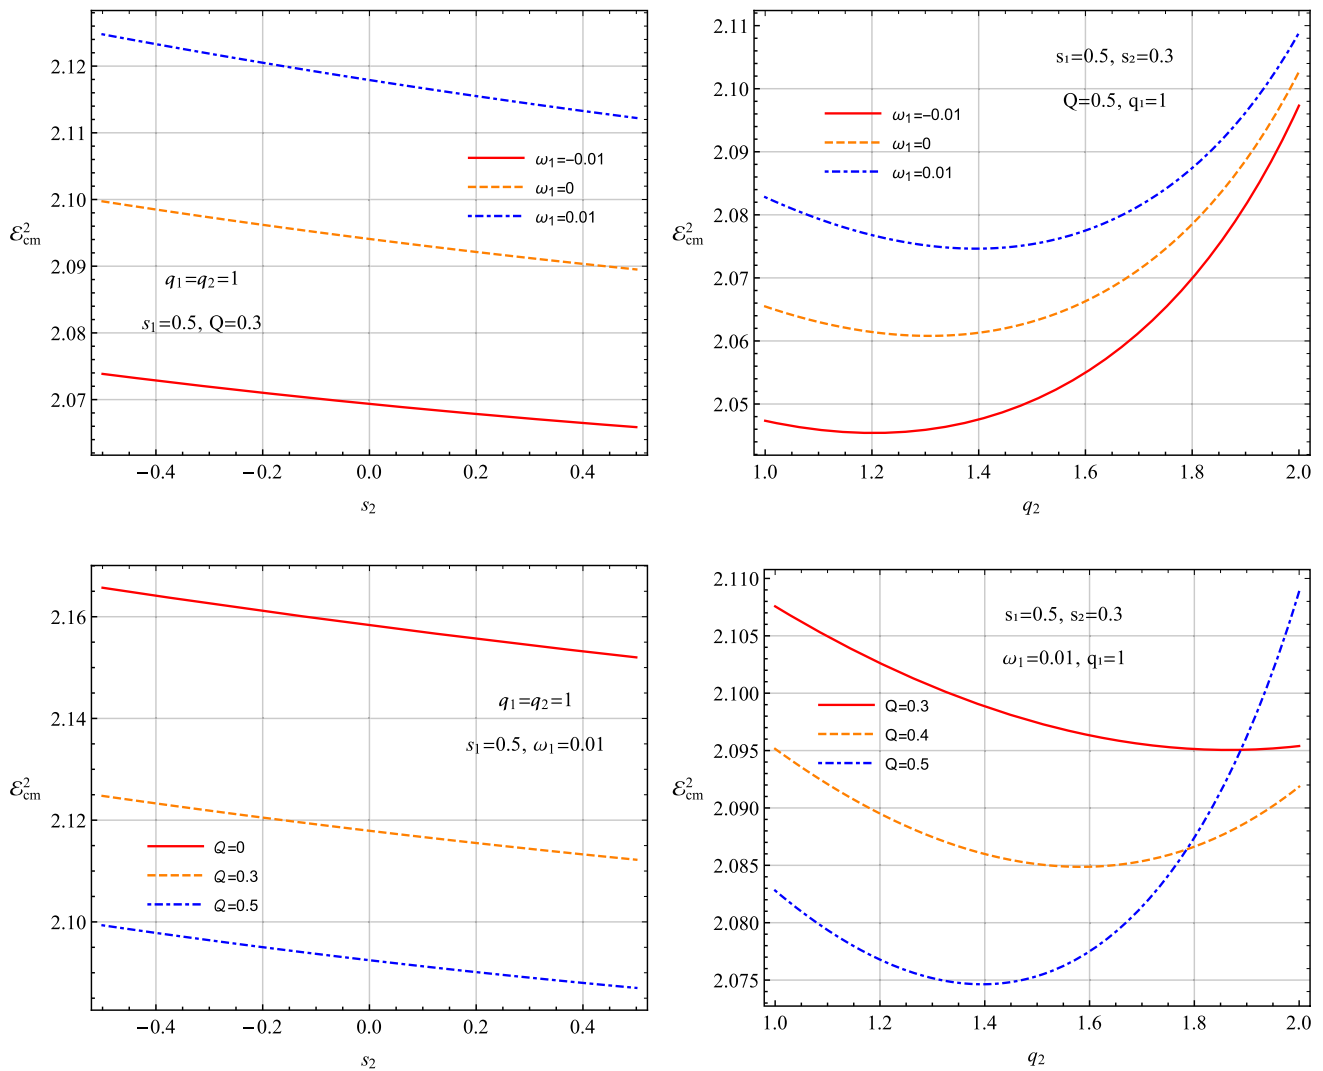 2.12
2.11
2.10
2.09
2.08
2.07
ℰ²cm
ω₁=−0.01
ω₁=0
ω₁=0.01
q₁=q₂=1
s₁=0.5, Q=0.3
−0.4 −0.2 0.0 0.2 0.4
s₂
2.11
2.10
2.09
2.08
2.07
2.06
2.05
ℰ²cm
s₁=0.5, s₂=0.3
Q=0.5, q₁=1
ω₁=−0.01
ω₁=0
ω₁=0.01
1.0 1.2 1.4 1.6 1.8 2.0
q₂
2.16
2.14
2.12
2.10
ℰ²cm
q₁=q₂=1
s₁=0.5, ω₁=0.01
Q=0
Q=0.3
Q=0.5
−0.4 −0.2 0.0 0.2 0.4
s₂
2.110
2.105
2.100
2.095
2.090
2.085
2.080
2.075
ℰ²cm
s₁=0.5, s₂=0.3
ω₁=0.01, q₁=1
Q=0.3
Q=0.4
Q=0.5
1.0 1.2 1.4 1.6 1.8 2.0
q₂